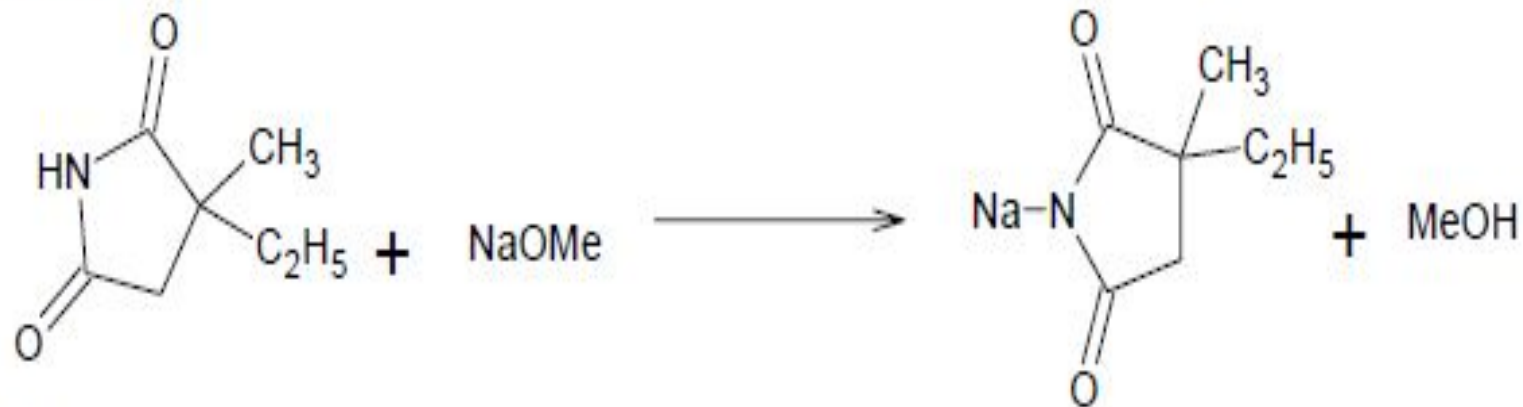 O
CH₃
HN
C₂H₅
O
+
NaOMe
O
CH₃
C₂H₅
Na-N
O
+
MeOH